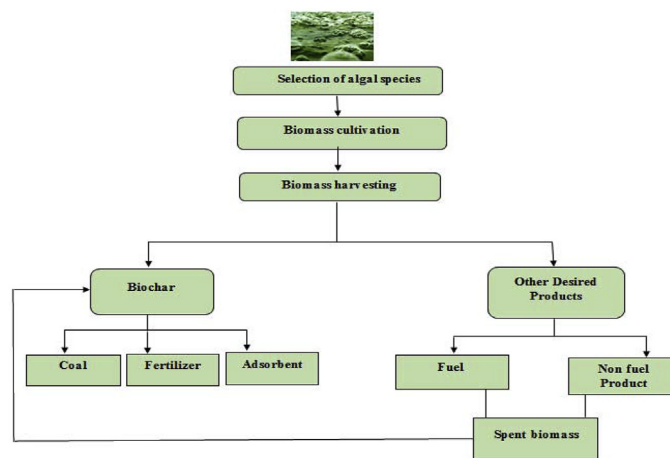 Selection of algal species
Biomass cultivation
Biomass harvesting
Biochar
Other Desired
Products
Coal
Fertilizer
Adsorbent
Fuel
Non fuel
Product
Spent biomass